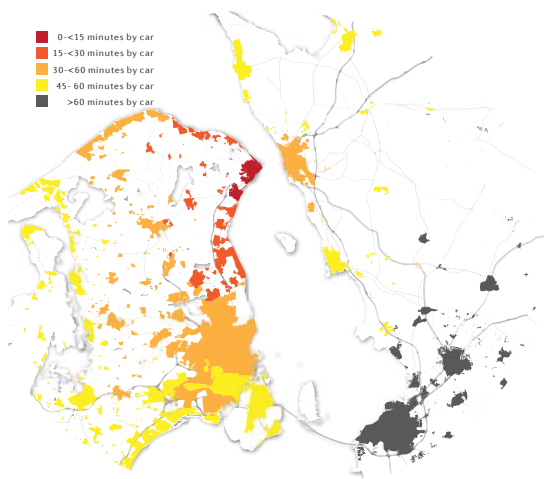 0-<15 minutes by car
15-<30 minutes by car
30-<60 minutes by car
45- 60 minutes by car
>60 minutes by car